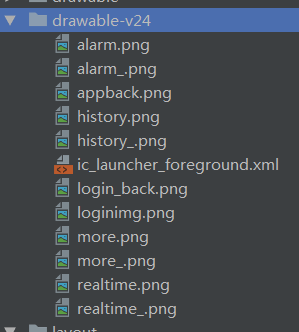 drawable
drawable-v24
alarm.png
alarm_.png
appback.png
history.png
history_.png
ic_launcher_foreground.xml
login_back.png
loginimg.png
more.png
more_.png
realtime.png
realtime_.png
layout